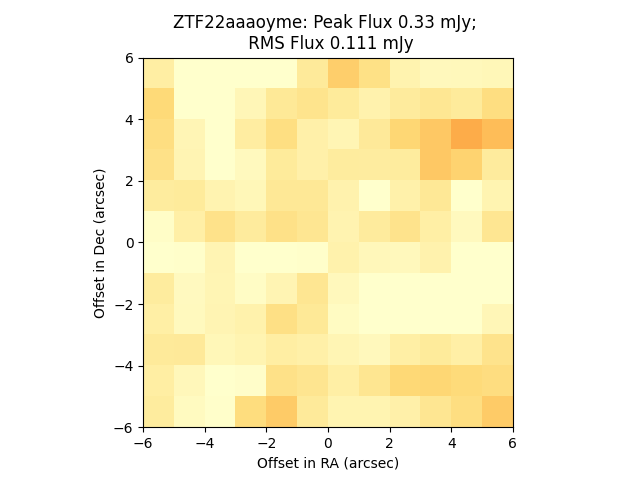 ZTF22aaaoyme: Peak Flux 0.33 mJy;
RMS Flux 0.111 mJy
6
4
2
0
−2
−4
−6
Offset in Dec (arcsec)
−6 −4 −2 0 2 4 6
Offset in RA (arcsec)